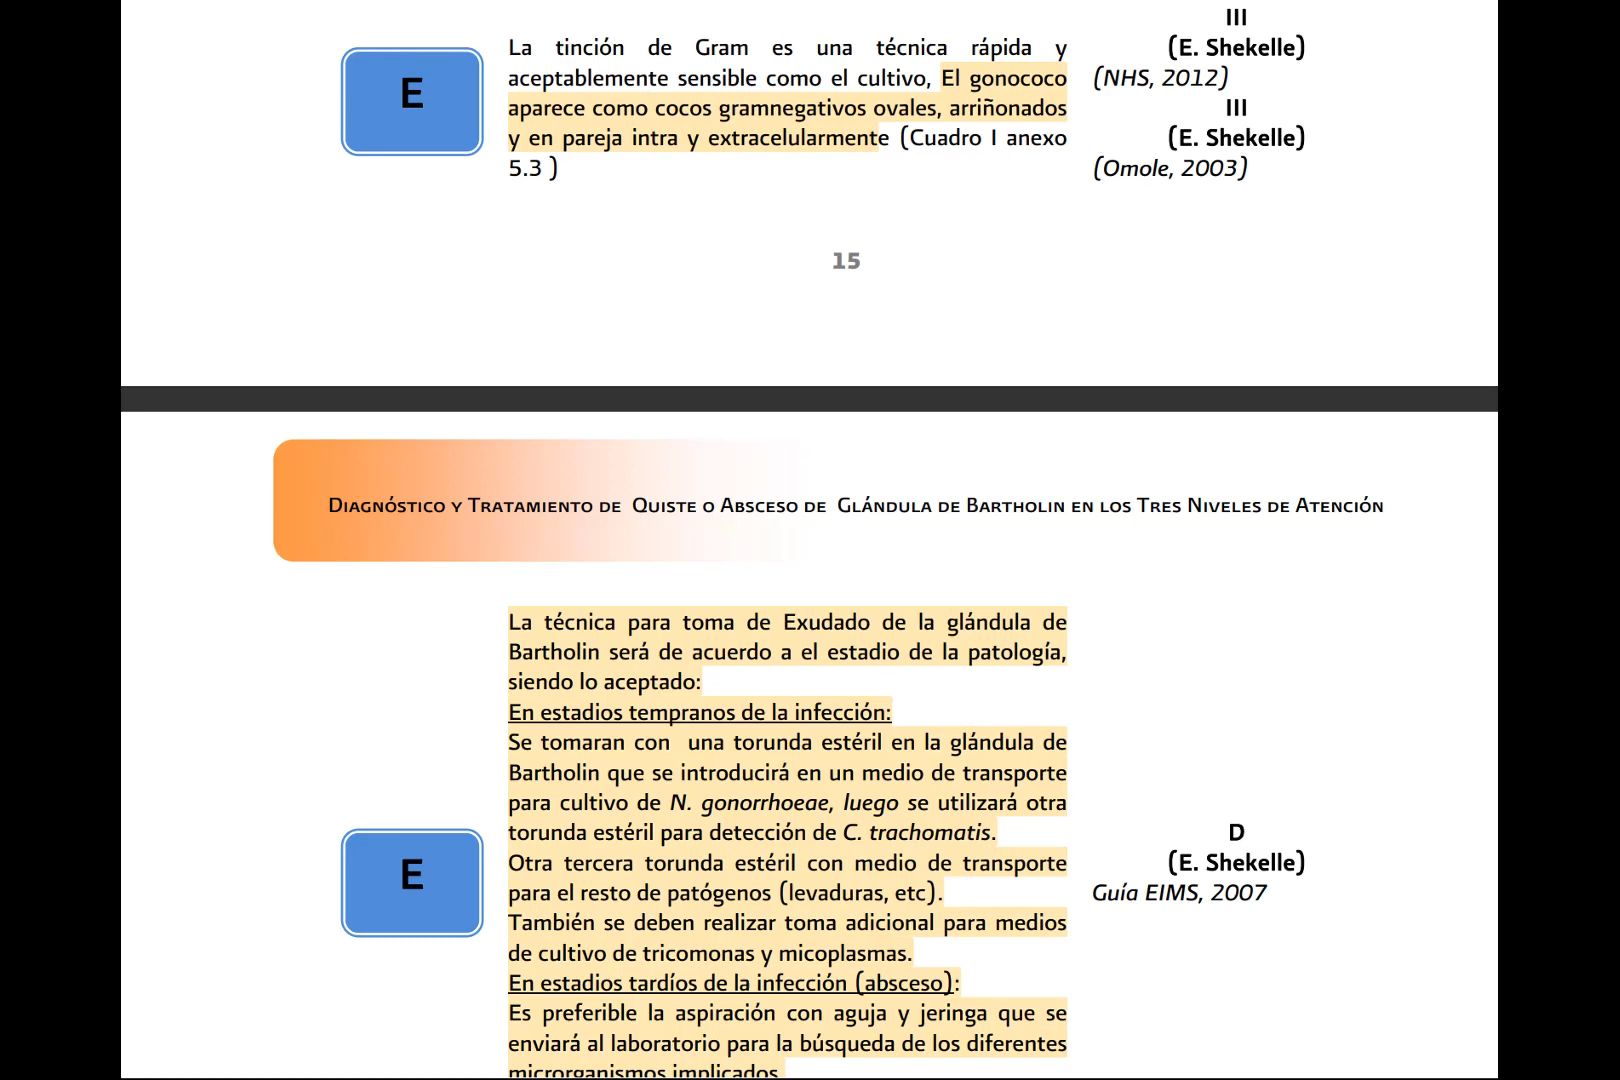 III
E
La tinción de Gram es una técnica rápida y
aceptablemente sensible como el cultivo, El gonococo
aparece como cocos gramnegativos ovales, arriñonados
y en pareja intra y extracelularmente (Cuadro I anexo
5.3 )
(E. Shekelle)
(NHS, 2012)
III
(E. Shekelle)
(Omole, 2003)
15
Diagnóstico y Tratamiento de Quiste o Absceso de Glándula de Bartholin en los Tres Niveles de Atención
E
La técnica para toma de Exudado de la glándula de
Bartholin será de acuerdo a el estadio de la patología,
siendo lo aceptado:
En estadios tempranos de la infección:
Se tomaran con una torunda estéril en la glándula de
Bartholin que se introducirá en un medio de transporte
para cultivo de N. gonorrhoeae, luego se utilizará otra
torunda estéril para detección de C. trachomatis.
Otra tercera torunda estéril con medio de transporte
para el resto de patógenos (levaduras, etc).
También se deben realizar toma adicional para medios
de cultivo de tricomonas y micoplasmas.
En estadios tardíos de la infección (absceso):
Es preferible la aspiración con aguja y jeringa que se
enviará al laboratorio para la búsqueda de los diferentes
microrganismos implicados.
D
(E. Shekelle)
Guía EIMS, 2007